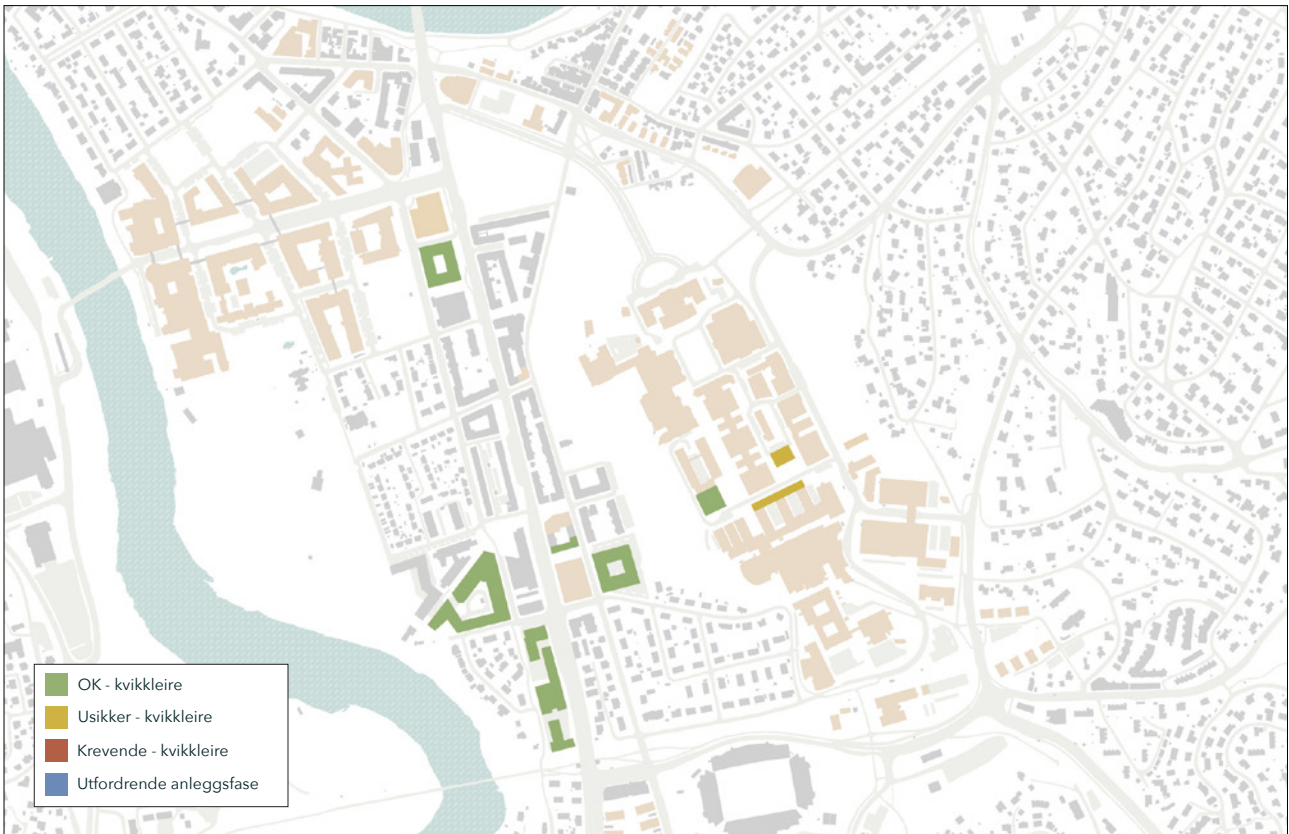 OK - kvikkleire
Usikker - kvikkleire
Krevende - kvikkleire
Utfordrende anleggsfase